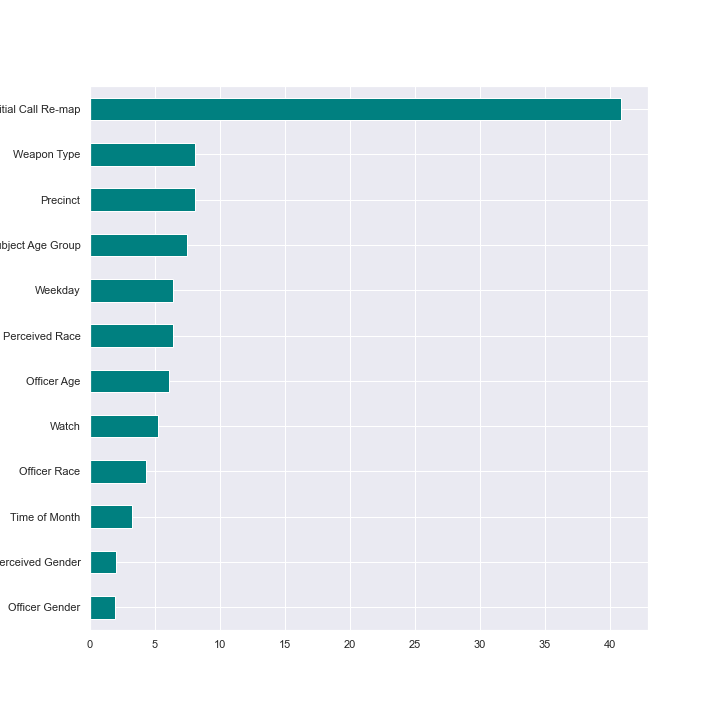 itial Call Re-map
Weapon Type
Precinct
bject Age Group
Weekday
Perceived Race
Officer Age
Watch
Officer Race
Time of Month
erceived Gender
Officer Gender
0 5 10 15 20 25 30 35 40